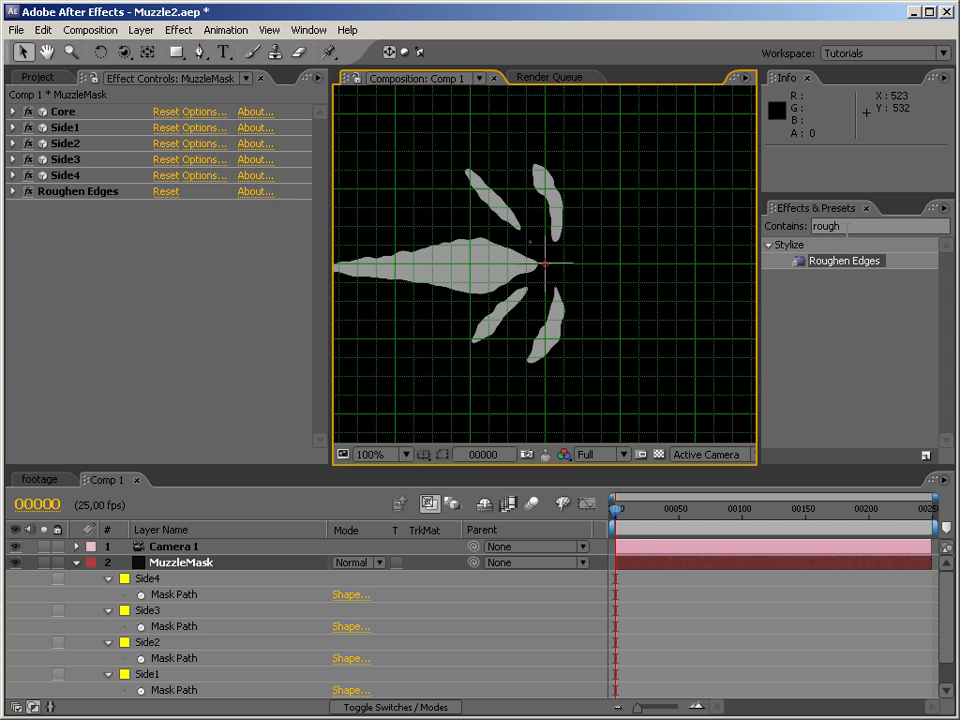 Adobe After Effects - Muzzle2.aep *
File Edit Composition Layer Effect Animation View Window Help
Workspace: Tutorials
Project Effect Controls: MuzzleMask
Comp 1 * MuzzleMask
Core Reset Options... About...
Side1 Reset Options... About...
Side2 Reset Options... About...
Side3 Reset Options... About...
Side4 Reset Options... About...
Roughen Edges Reset About...
Composition: Comp 1 Render Queue
100% 00000 Full Active Camera
Info
R:
G:
B:
A: 0
X: 523
Y: 532
Effects & Presets
Contains: rough
Stylize
Roughen Edges
footage Comp 1
00000 (25,00 fps)
00050 00100 00150 00200
# Layer Name Mode T TrkMat Parent
1 Camera 1 None
2 MuzzleMask Normal None
Side4
Mask Path Shape...
Side3
Mask Path Shape...
Side2
Mask Path Shape...
Side1
Mask Path Shape...
Toggle Switches / Modes